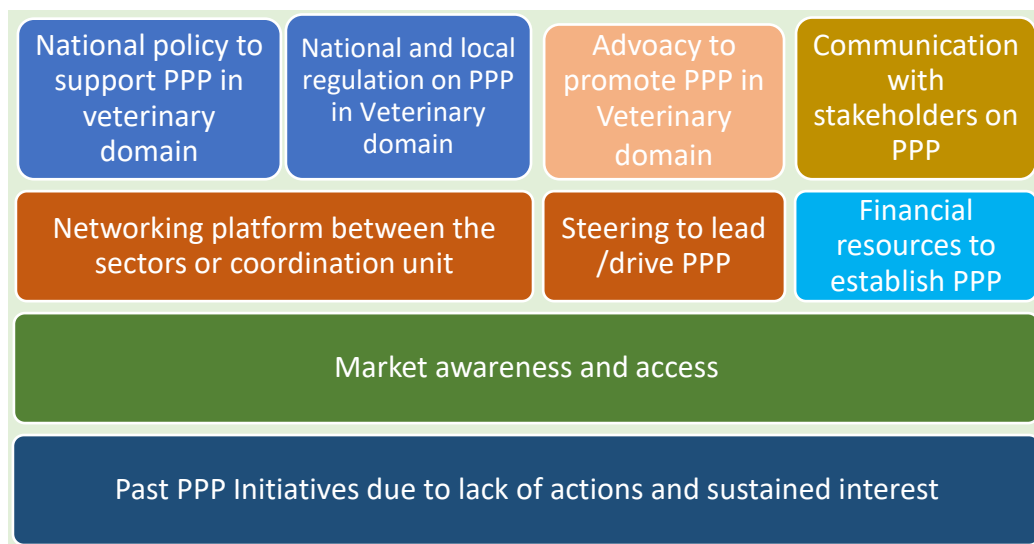 National policy to
support PPP in
veterinary
domain
National and local
regulation on PPP
in Veterinary
domain
Advoacy to
promote PPP in
Veterinary
domain
Communication
with
stakeholders on
PPP
Networking platform between the
sectors or coordination unit
Steering to lead
/drive PPP
Financial
resources to
establish PPP
Market awareness and access
Past PPP Initiatives due to lack of actions and sustained interest